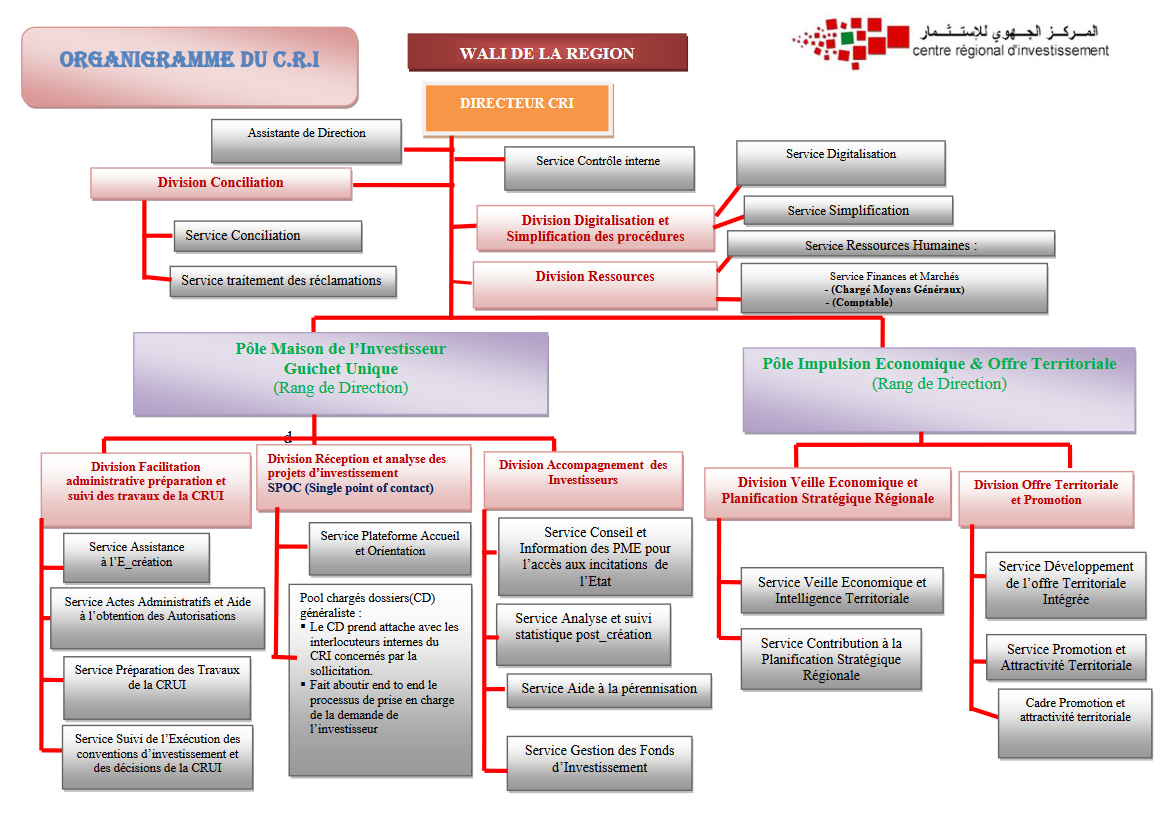 ORGANIGRAMME DU C.R.I
WALI DE LA REGION
المركز الجهوي للإستثمار
centre régional d'investissement
DIRECTEUR CRI
Assistante de Direction
Service Contrôle interne
Service Digitalisation
Division Conciliation
Service Simplification
Division Digitalisation et
Simplification des procédures
Service Conciliation
Service Ressources Humaines :
Division Ressources
Service traitement des réclamations
Service Finances et Marchés
- (Chargé Moyens Généraux)
- (Comptable)
Pôle Maison de l'Investisseur
Guichet Unique
(Rang de Direction)
Pôle Impulsion Economique & Offre Territoriale
(Rang de Direction)
d
Division Facilitation
administrative préparation et
suivi des travaux de la CRUI
Division Réception et analyse des
projets d'investissement
SPOC (Single point of contact)
Division Accompagnement des
Investisseurs
Division Veille Economique et
Planification Stratégique Régionale
Division Offre Territoriale
et Promotion
Service Assistance
à l'E_création
Service Actes Administratifs et Aide
à l'obtention des Autorisations
Service Préparation des Travaux
de la CRUI
Service Suivi de l'Exécution des
conventions d'investissement et
des décisions de la CRUI
Service Plateforme Accueil
et Orientation
Pool chargés dossiers(CD)
généraliste :
▪ Le CD prend attache avec les
interlocuteurs internes du
CRI concernés par la
sollicitation.
▪ Fait aboutir end to end le
processus de prise en charge
de la demande de
l'investisseur
Service Conseil et
Information des PME pour
l'accès aux incitations de
l'Etat
Service Analyse et suivi
statistique post_création
Service Aide à la pérennisation
Service Gestion des Fonds
d'Investissement
Service Veille Economique et
Intelligence Territoriale
Service Contribution à la
Planification Stratégique
Régionale
Service Développement
de l'offre Territoriale
Intégrée
Service Promotion et
Attractivité Territoriale
Cadre Promotion et
attractivité territoriale